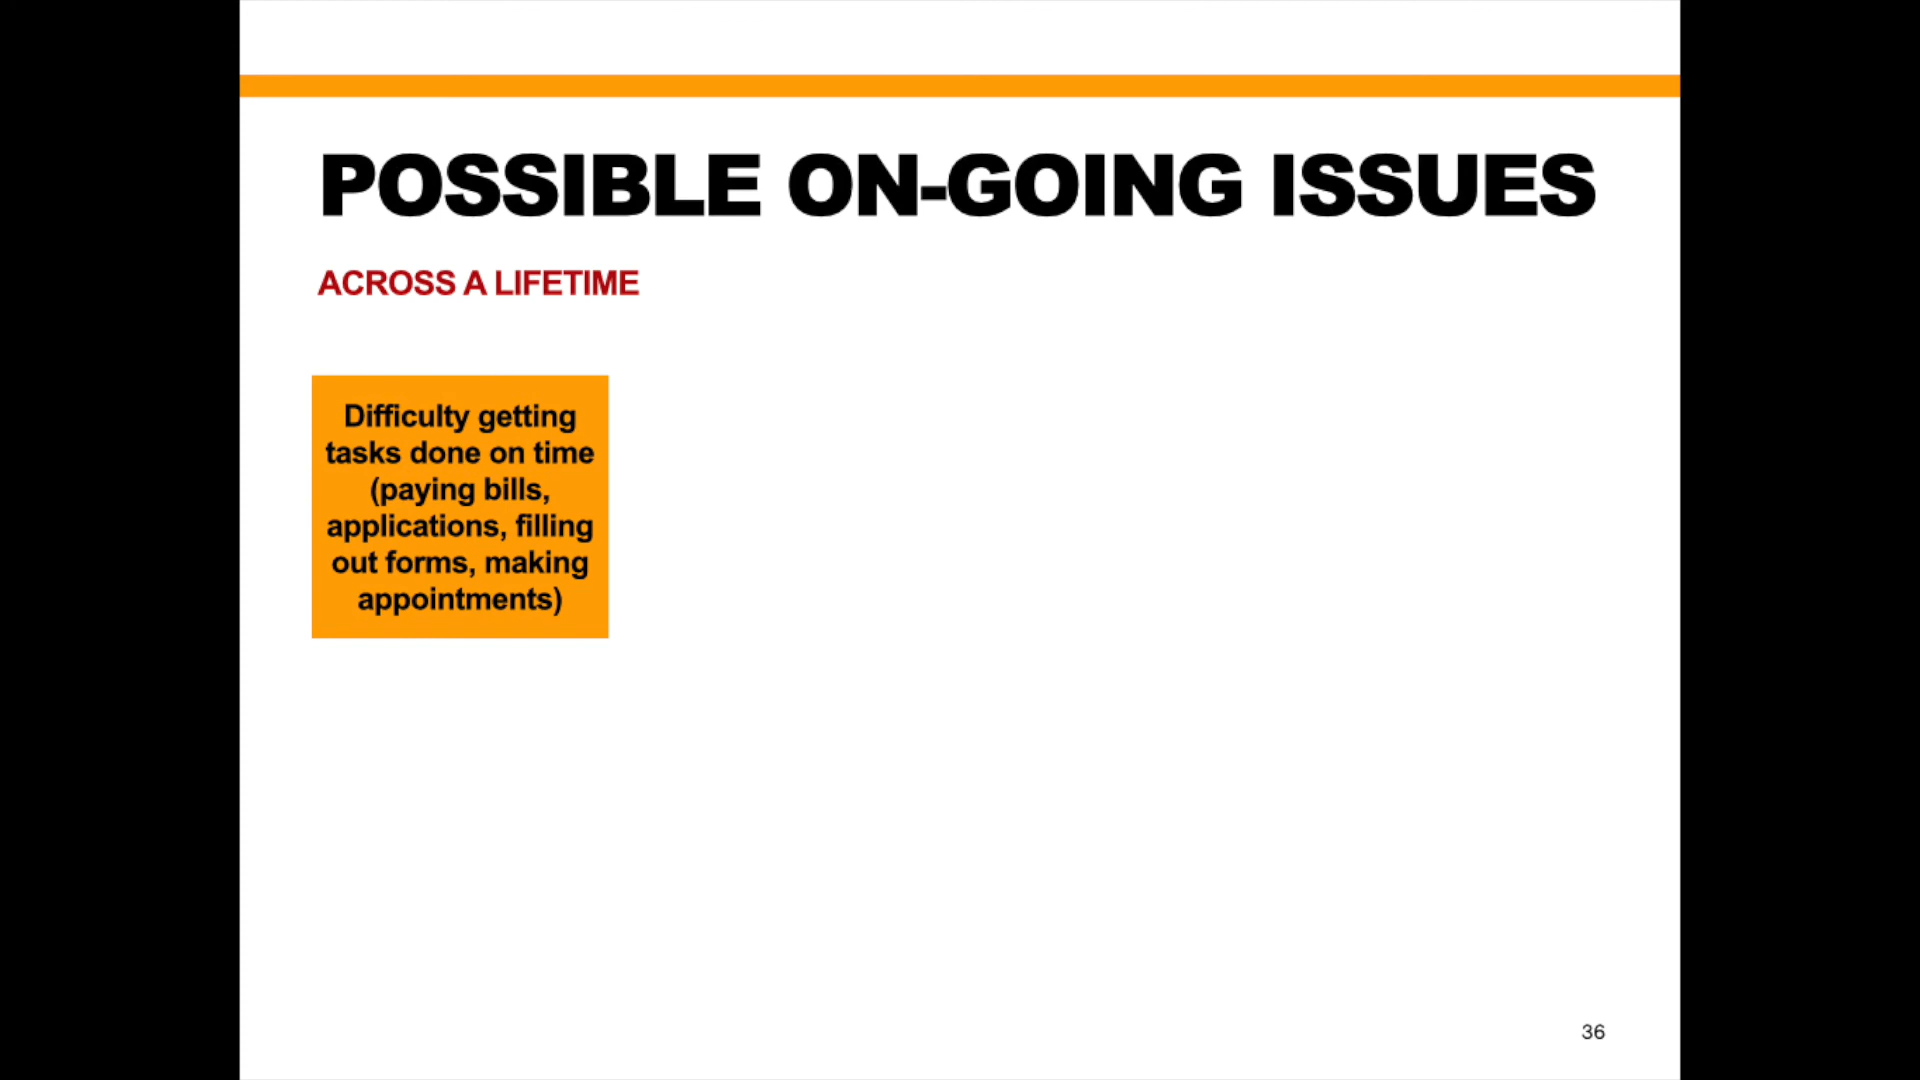 POSSIBLE ON-GOING ISSUES
ACROSS A LIFETIME
Difficulty getting
tasks done on time
(paying bills,
applications, filling
out forms, making
appointments)
36